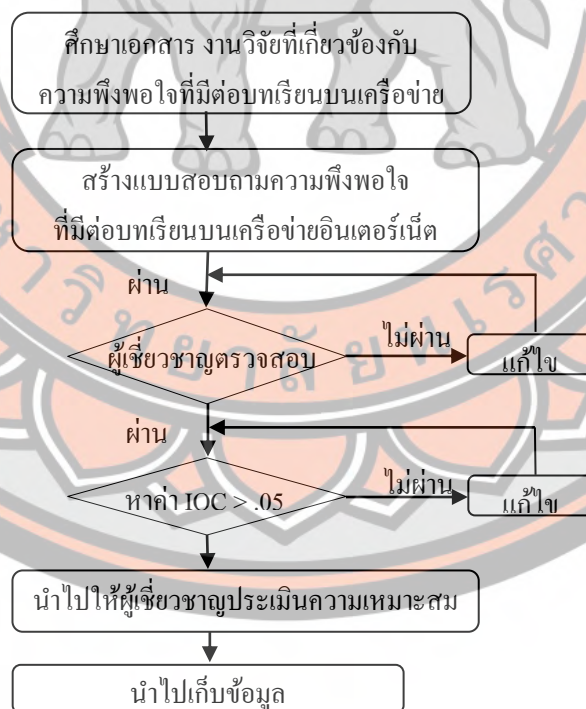 ศึกษาเอกสาร งานวิจัยที่เกี่ยวข้องกับ
ความพึงพอใจที่มีต่อบทเรียนบนเครือข่าย
สร้างแบบสอบถามความพึงพอใจ
ที่มีต่อบทเรียนบนเครือข่ายอินเตอร์เน็ต
ผ่าน
ผู้เชี่ยวชาญตรวจสอบ
ไม่ผ่าน
แก้ไข
ผ่าน
หาค่า IOC > .05
ไม่ผ่าน
แก้ไข
นำไปให้ผู้เชี่ยวชาญประเมินความเหมาะสม
นำไปเก็บข้อมูล